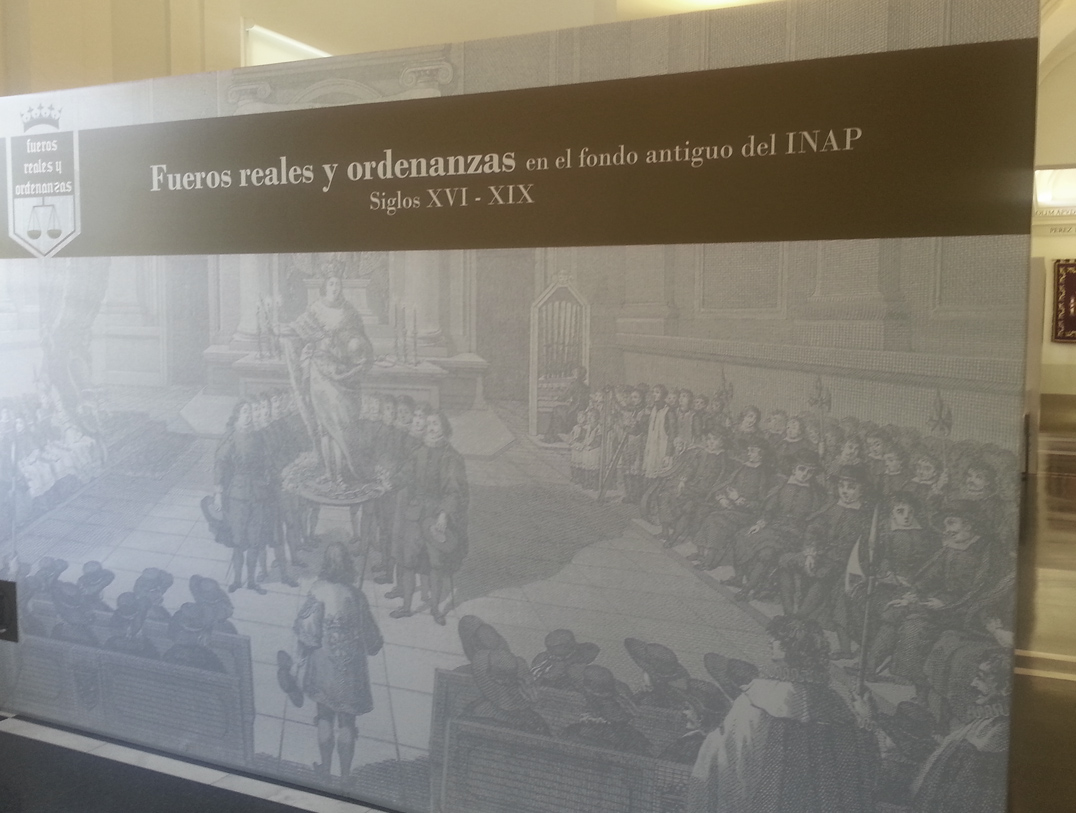 fueros
reales y
ordenanzas
Fueros reales y ordenanzas en el fondo antiguo del INAP
Siglos XVI - XIX